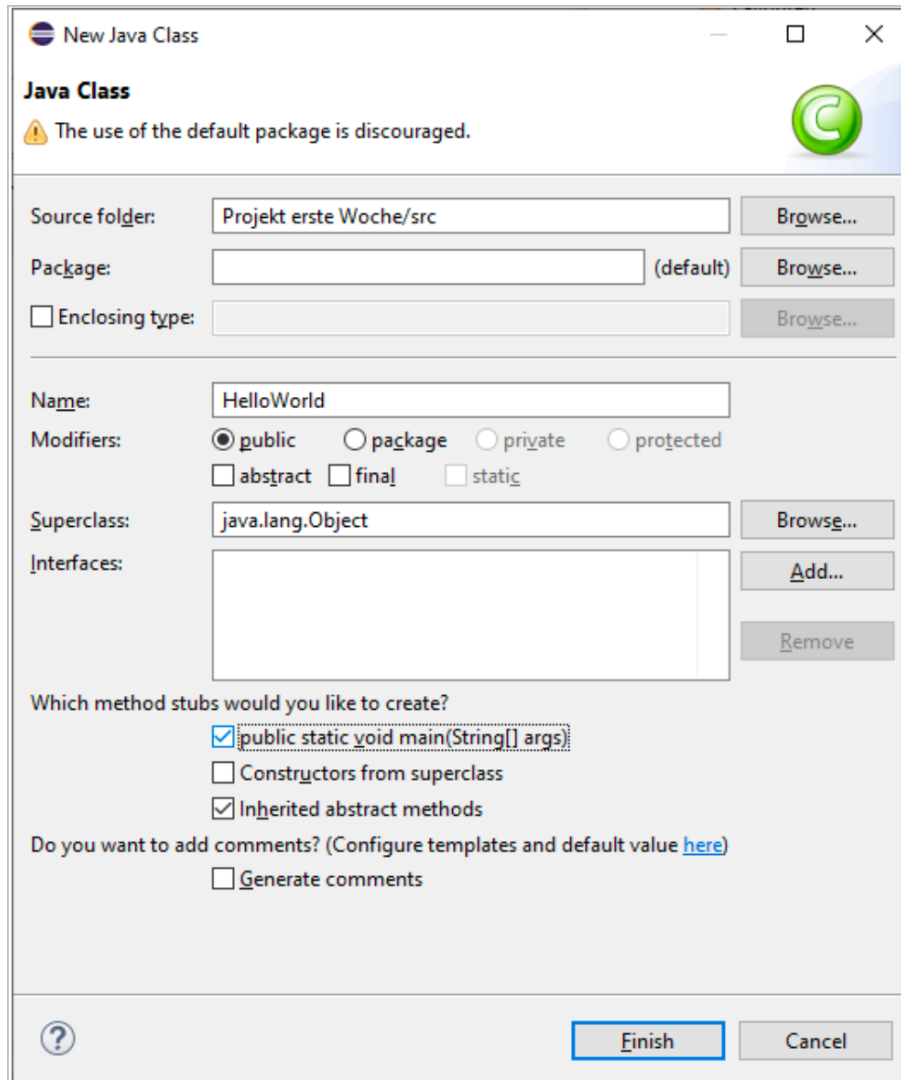 New Java Class
Java Class
The use of the default package is discouraged.
Source folder: Projekt erste Woche/src Browse...
Package: (default) Browse...
Enclosing type: Browse...
Name: HelloWorld
Modifiers: public package private protected
abstract final static
Superclass: java.lang.Object Browse...
Interfaces: Add...
Remove
Which method stubs would you like to create?
public static void main(String[] args)
Constructors from superclass
Inherited abstract methods
Do you want to add comments? (Configure templates and default value here)
Generate comments
? Finish Cancel